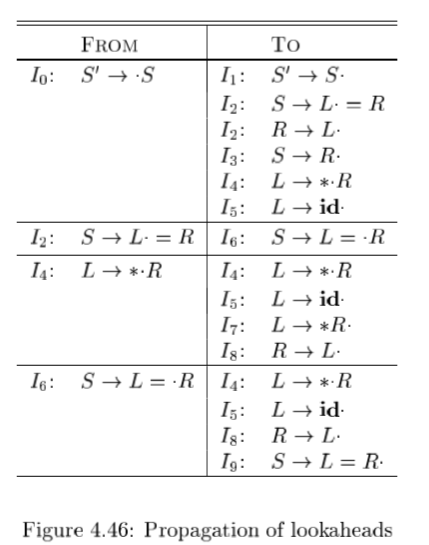 FROM TO
I₀: S′ → ·S I₁: S′ → S·
I₂: S → L· = R
I₂: R → L·
I₃: S → R·
I₄: L → *·R
I₅: L → id·
I₂: S → L· = R I₆: S → L = ·R
I₄: L → *·R I₄: L → *·R
I₅: L → id·
I₇: L → *R·
I₈: R → L·
I₆: S → L = ·R I₄: L → *·R
I₅: L → id·
I₈: R → L·
I₉: S → L = R·
Figure 4.46: Propagation of lookaheads